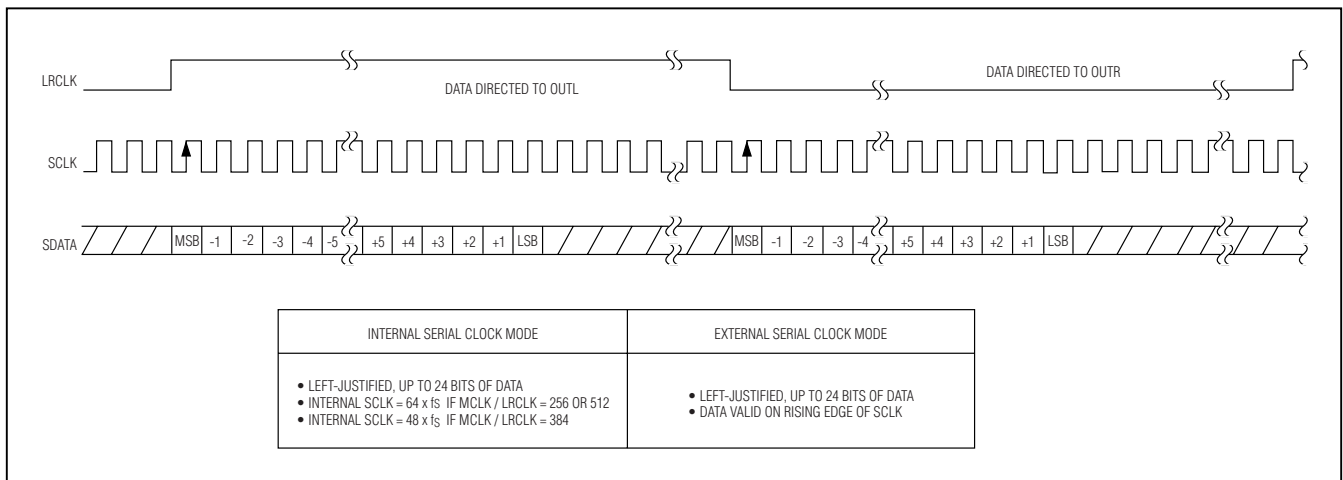 LRCLK
DATA DIRECTED TO OUTL
DATA DIRECTED TO OUTR
SCLK
SDATA
MSB -1 -2 -3 -4 -5 +5 +4 +3 +2 +1 LSB MSB -1 -2 -3 -4 +5 +4 +3 +2 +1 LSB
INTERNAL SERIAL CLOCK MODE
• LEFT-JUSTIFIED, UP TO 24 BITS OF DATA
• INTERNAL SCLK = 64 x fS IF MCLK / LRCLK = 256 OR 512
• INTERNAL SCLK = 48 x fS IF MCLK / LRCLK = 384
EXTERNAL SERIAL CLOCK MODE
• LEFT-JUSTIFIED, UP TO 24 BITS OF DATA
• DATA VALID ON RISING EDGE OF SCLK